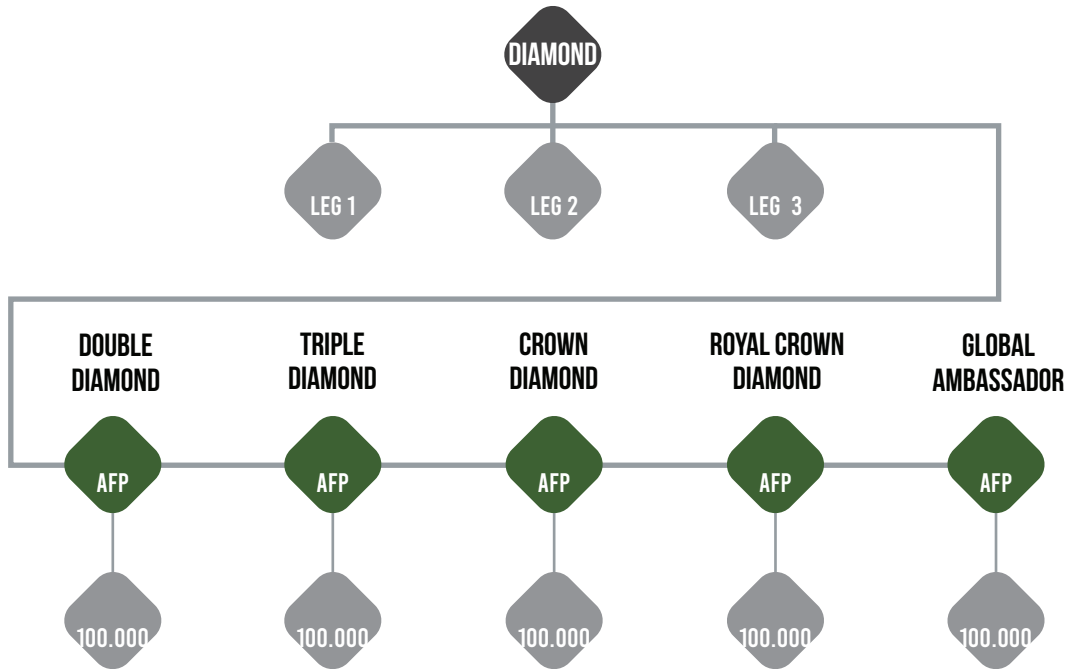 DIAMOND
LEG 1
LEG 2
LEG 3
DOUBLE
DIAMOND
TRIPLE
DIAMOND
CROWN
DIAMOND
ROYAL CROWN
DIAMOND
GLOBAL
AMBASSADOR
AFP
AFP
AFP
AFP
AFP
100.000
100.000
100.000
100.000
100.000